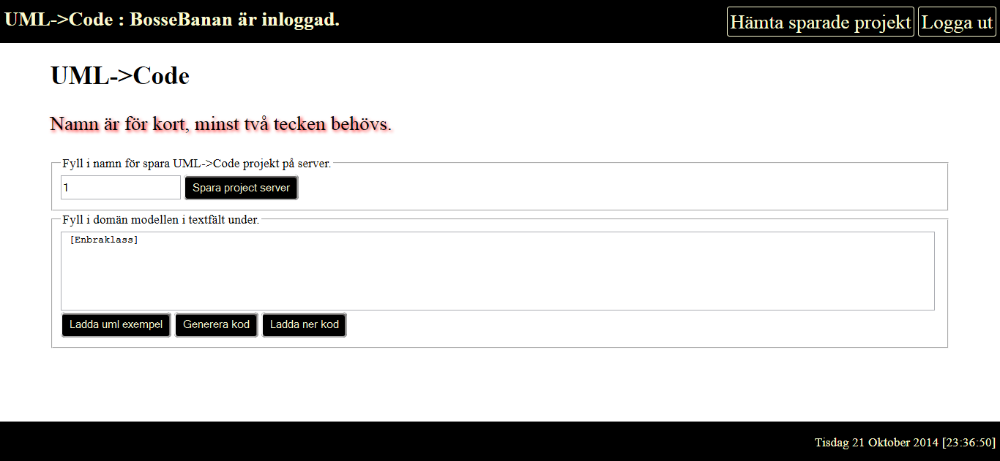 UML->Code : BosseBanan är inloggad.
Hämta sparade projekt
Logga ut
UML->Code
Namn är för kort, minst två tecken behövs.
Fyll i namn för spara UML->Code projekt på server.
1
Spara project server
Fyll i domän modellen i textfält under.
[Enbraklass]
Ladda uml exempel
Generera kod
Ladda ner kod
Tisdag 21 Oktober 2014 [23:36:50]